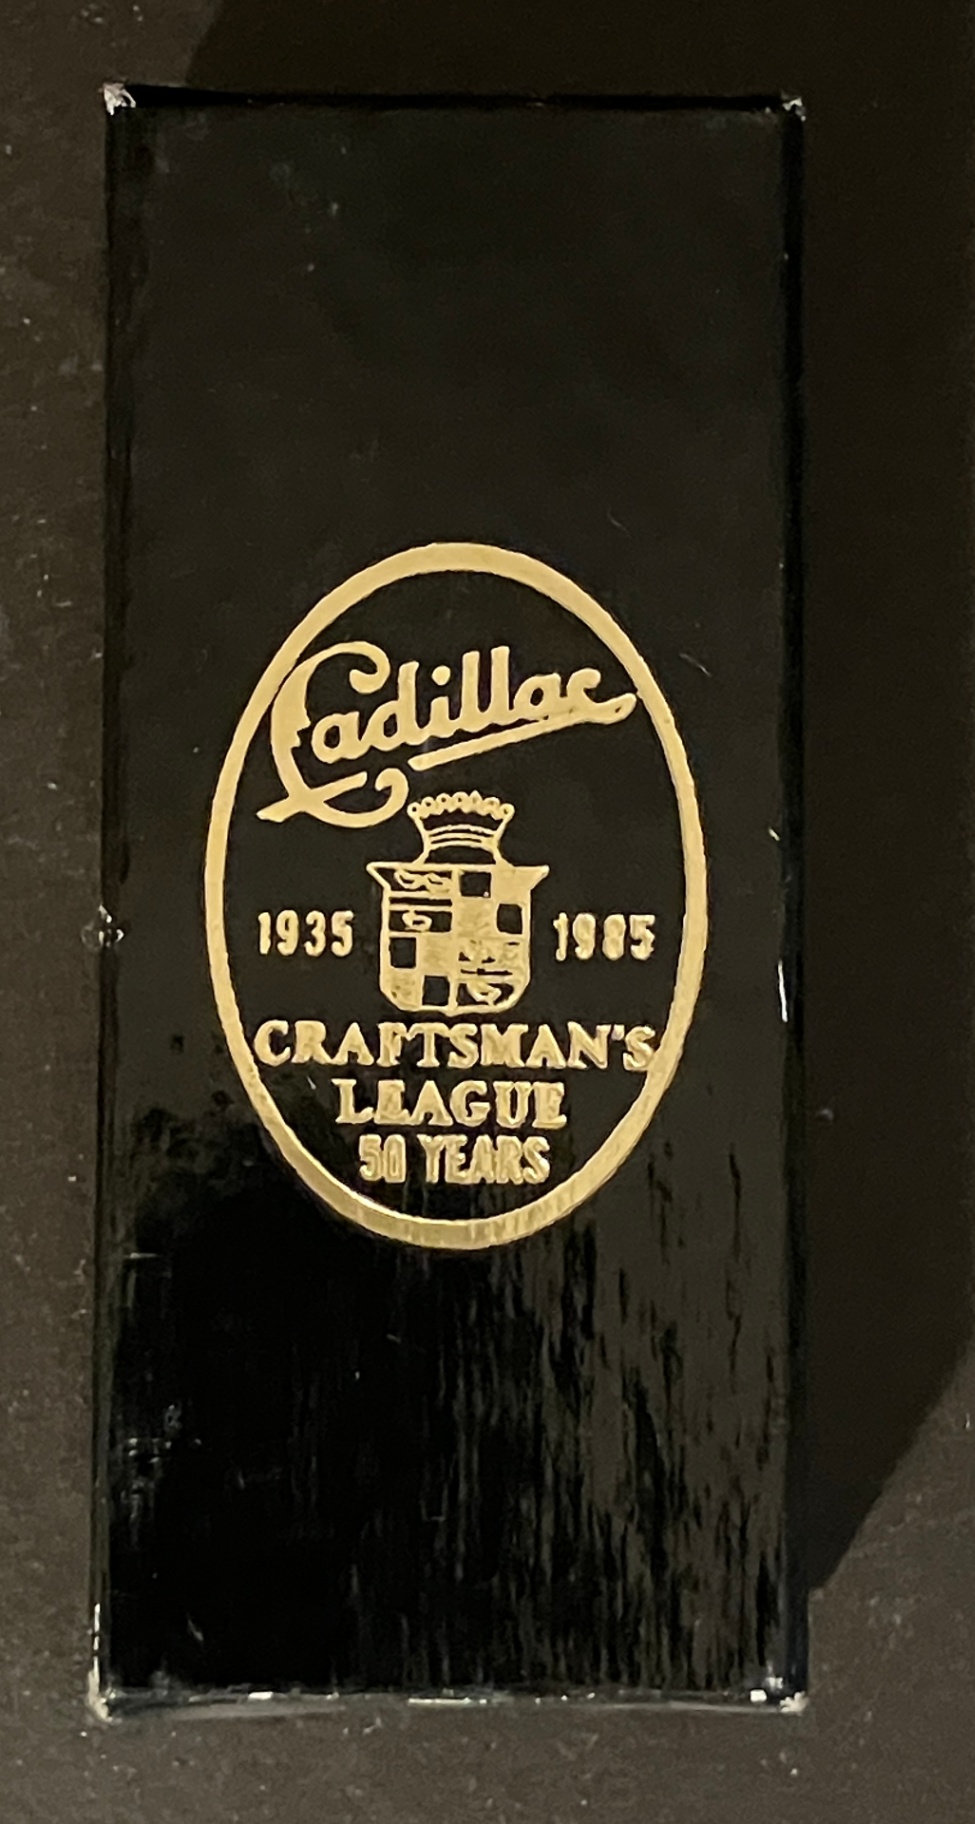 Cadillac
1935 1985
CRAFTSMAN'S
LEAGUE
50 YEARS